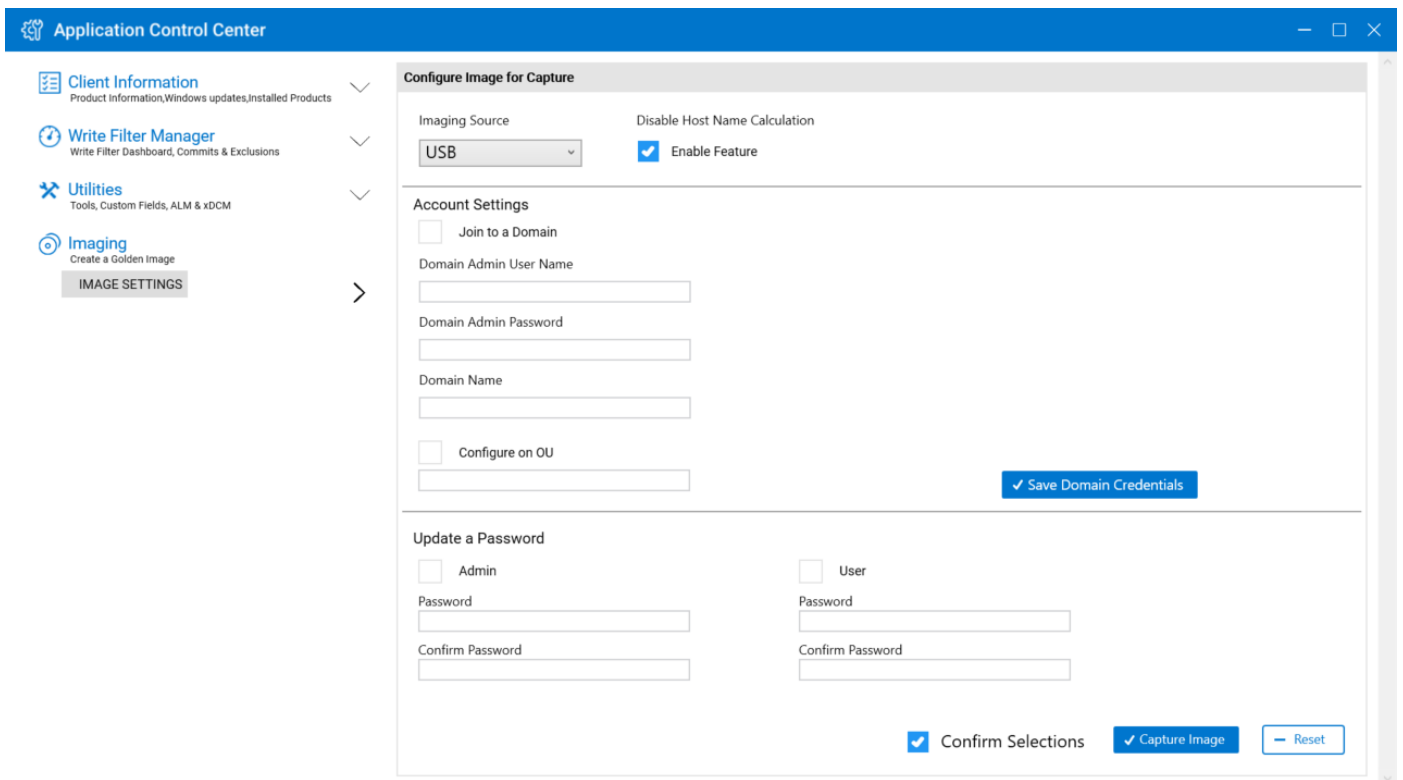 Application Control Center
Client Information
Product Information,Windows updates,Installed Products
Write Filter Manager
Write Filter Dashboard, Commits & Exclusions
Utilities
Tools, Custom Fields, ALM & xDCM
Imaging
Create a Golden Image
IMAGE SETTINGS
Configure Image for Capture
Imaging Source Disable Host Name Calculation
USB Enable Feature
Account Settings
Join to a Domain
Domain Admin User Name
Domain Admin Password
Domain Name
Configure on OU
Save Domain Credentials
Update a Password
Admin User
Password Password
Confirm Password Confirm Password
Confirm Selections Capture Image Reset